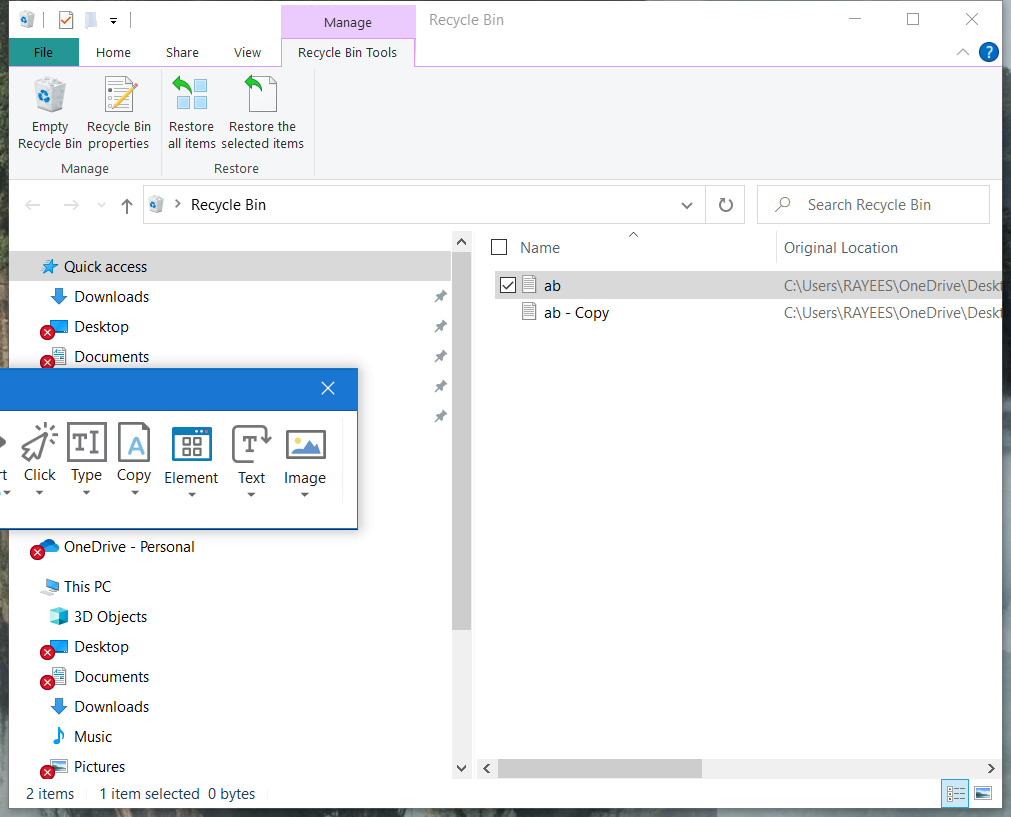 Manage
Recycle Bin
File
Home
Share
View
Recycle Bin Tools
?
Empty
Recycle Bin
Recycle Bin
properties
Manage
Restore
all items
Restore the
selected items
Restore
Recycle Bin
Search Recycle Bin
Quick access
Downloads
Desktop
Documents
Name
Original Location
ab
C:\Users\RAYEES\OneDrive\Deskt
ab - Copy
C:\Users\RAYEES\OneDrive\Deskt
rt
Click
Type
Copy
Element
Text
Image
OneDrive - Personal
This PC
3D Objects
Desktop
Documents
Downloads
Music
Pictures
2 items
1 item selected 0 bytes